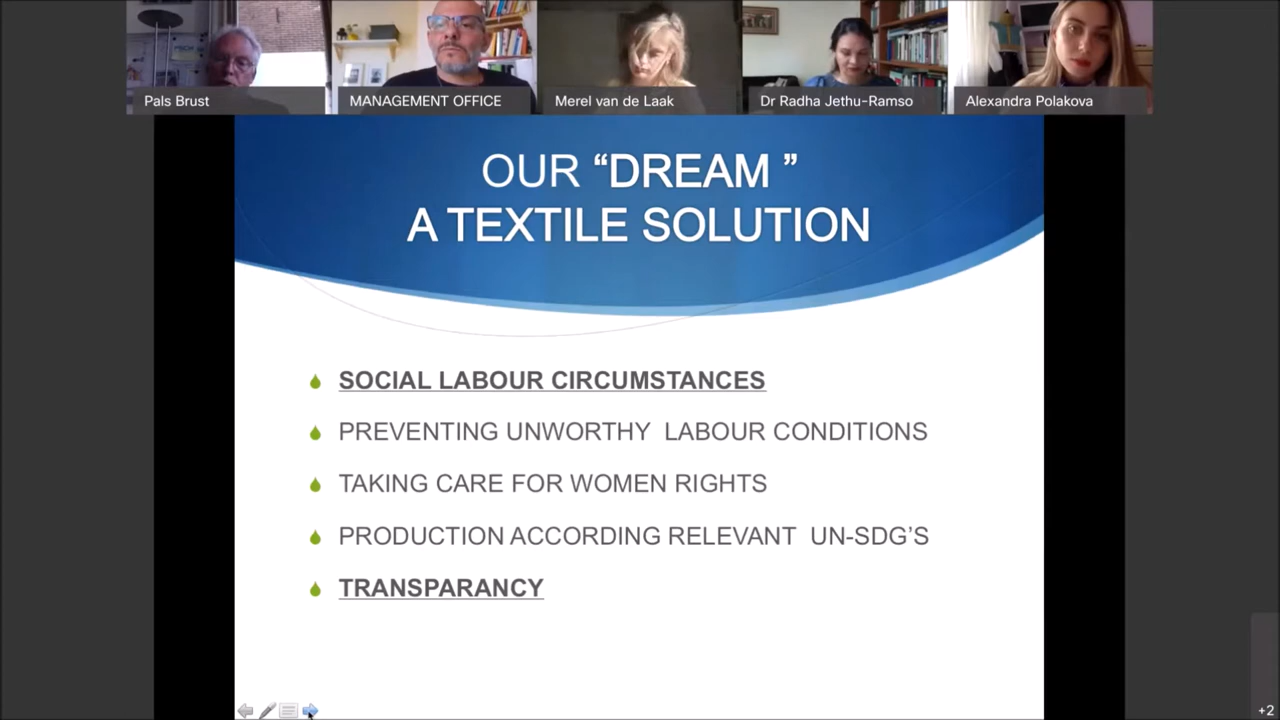 Pals Brust
MANAGEMENT OFFICE
Merel van de Laak
Dr Radha Jethu-Ramso
Alexandra Polakova
OUR “DREAM ”
A TEXTILE SOLUTION
SOCIAL LABOUR CIRCUMSTANCES
PREVENTING UNWORTHY LABOUR CONDITIONS
TAKING CARE FOR WOMEN RIGHTS
PRODUCTION ACCORDING RELEVANT UN-SDG’S
TRANSPARANCY
+2